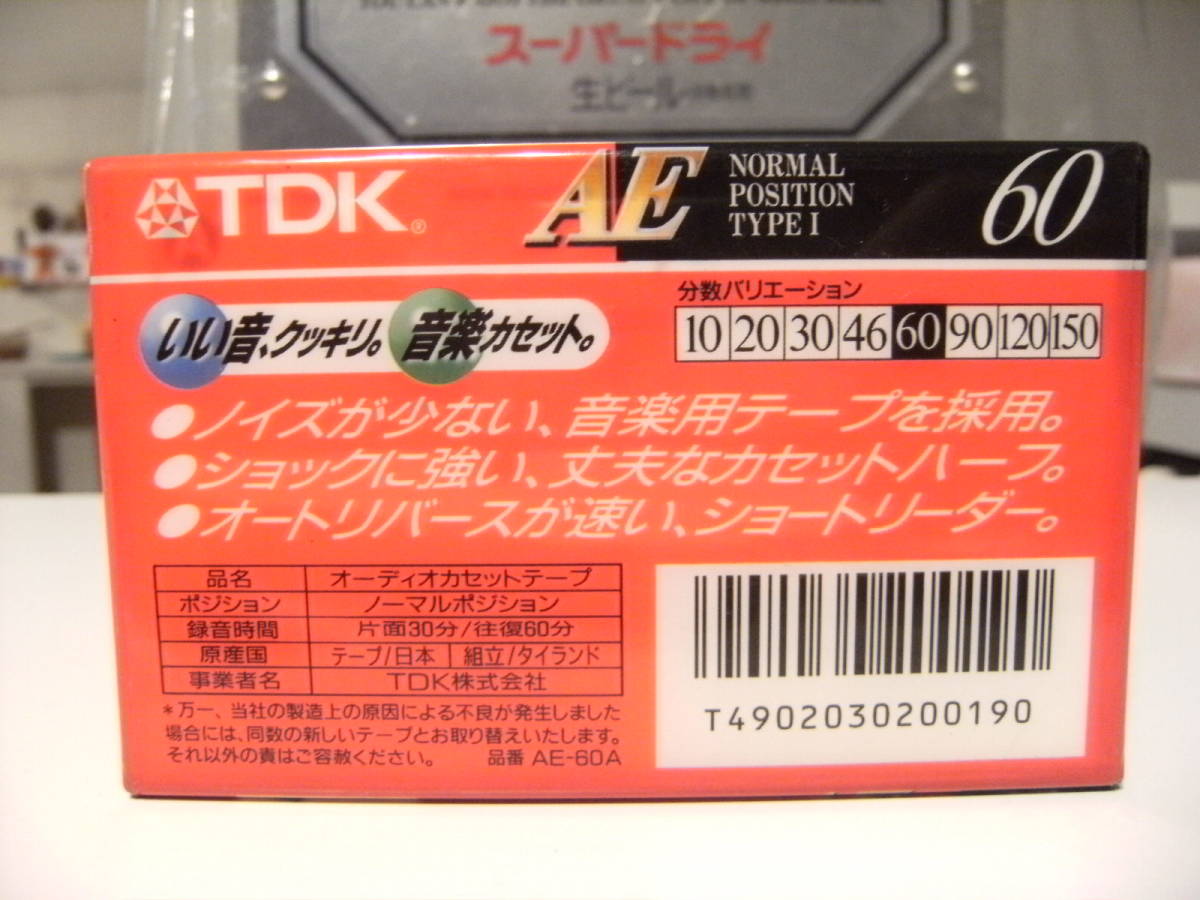 スーパードライ
生ビール
TDK®
AE
NORMAL
POSITION
TYPE I
60
分数バリエーション
10 20 30 46 60 90 120 150
いい音、クッキリ。音楽カセット。
●ノイズが少ない、音楽用テープを採用。
●ショックに強い、丈夫なカセットハーフ。
●オートリバースが速い、ショートリーダー。
品名 オーディオカセットテープ
ポジション ノーマルポジション
録音時間 片面30分/往復60分
原産国 テープ/日本 組立/タイランド
事業者名 TDK株式会社
*万一、当社の製造上の原因による不良が発生しました
場合には、同数の新しいテープとお取り替えいたします。
それ以外の責はご容赦ください。 品番 AE-60A
T4902030200190